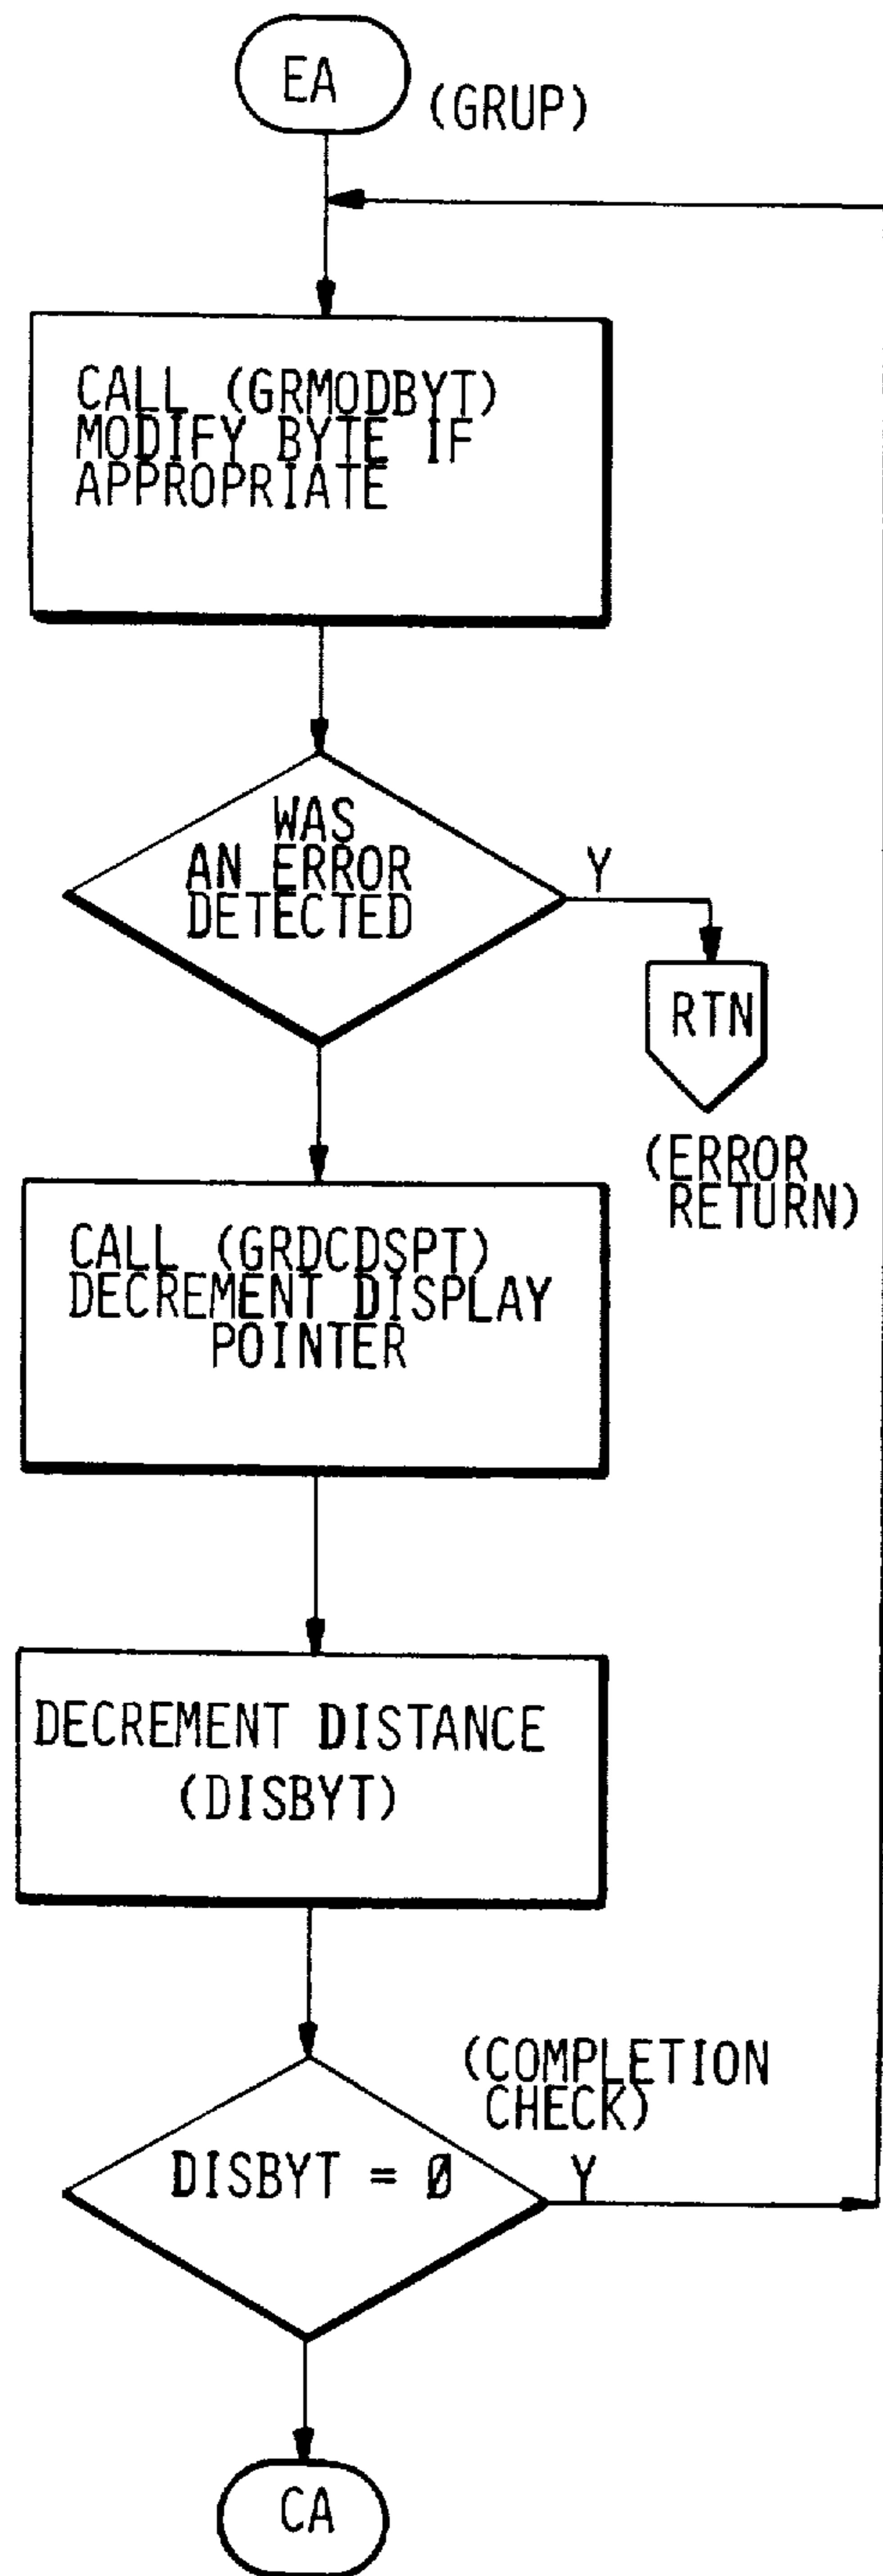 EA
(GRUP)
CALL (GRMODBYT)
MODIFY BYTE IF
APPROPRIATE
WAS
AN ERROR
DETECTED
Y
RTN
(ERROR
RETURN)
CALL (GRDCDSPT)
DECREMENT DISPLAY
POINTER
DECREMENT DISTANCE
(DISBYT)
(COMPLETION
CHECK)
DISBYT = Ø
Y
CA